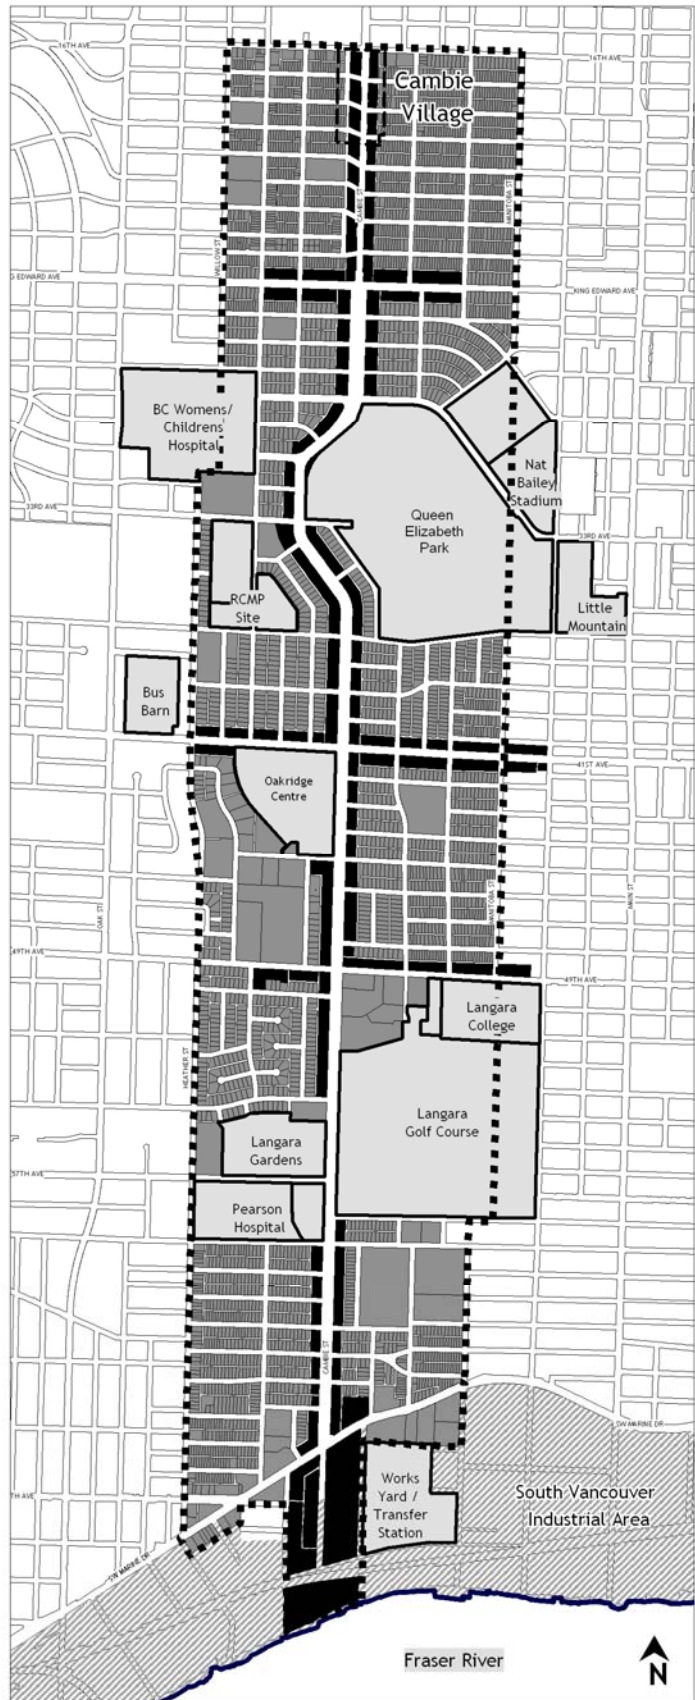 16TH AVE
16TH AVE
Cambie
Village
CAMBIE ST
MANITOBA ST
WILLOW ST
G EDWARD AVE
KING EDWARD AVE
BC Womens/
Childrens
Hospital
Nat
Bailey
Stadium
Queen
Elizabeth
Park
33RD AVE
33RD AVE
RCMP
Site
Little
Mountain
Bus
Barn
41ST AVE
Oakridge
Centre
MANITOBA ST
MAIN ST
OAK ST
49TH AVE
49TH AVE
Langara
College
HEATHER ST
Langara
Golf Course
Langara
Gardens
57TH AVE
Pearson
Hospital
CAMBIE ST
SW MARINE DR
Works
Yard /
Transfer
Station
South Vancouver
Industrial Area
TH AVE
SW MARINE DR
Fraser River
N